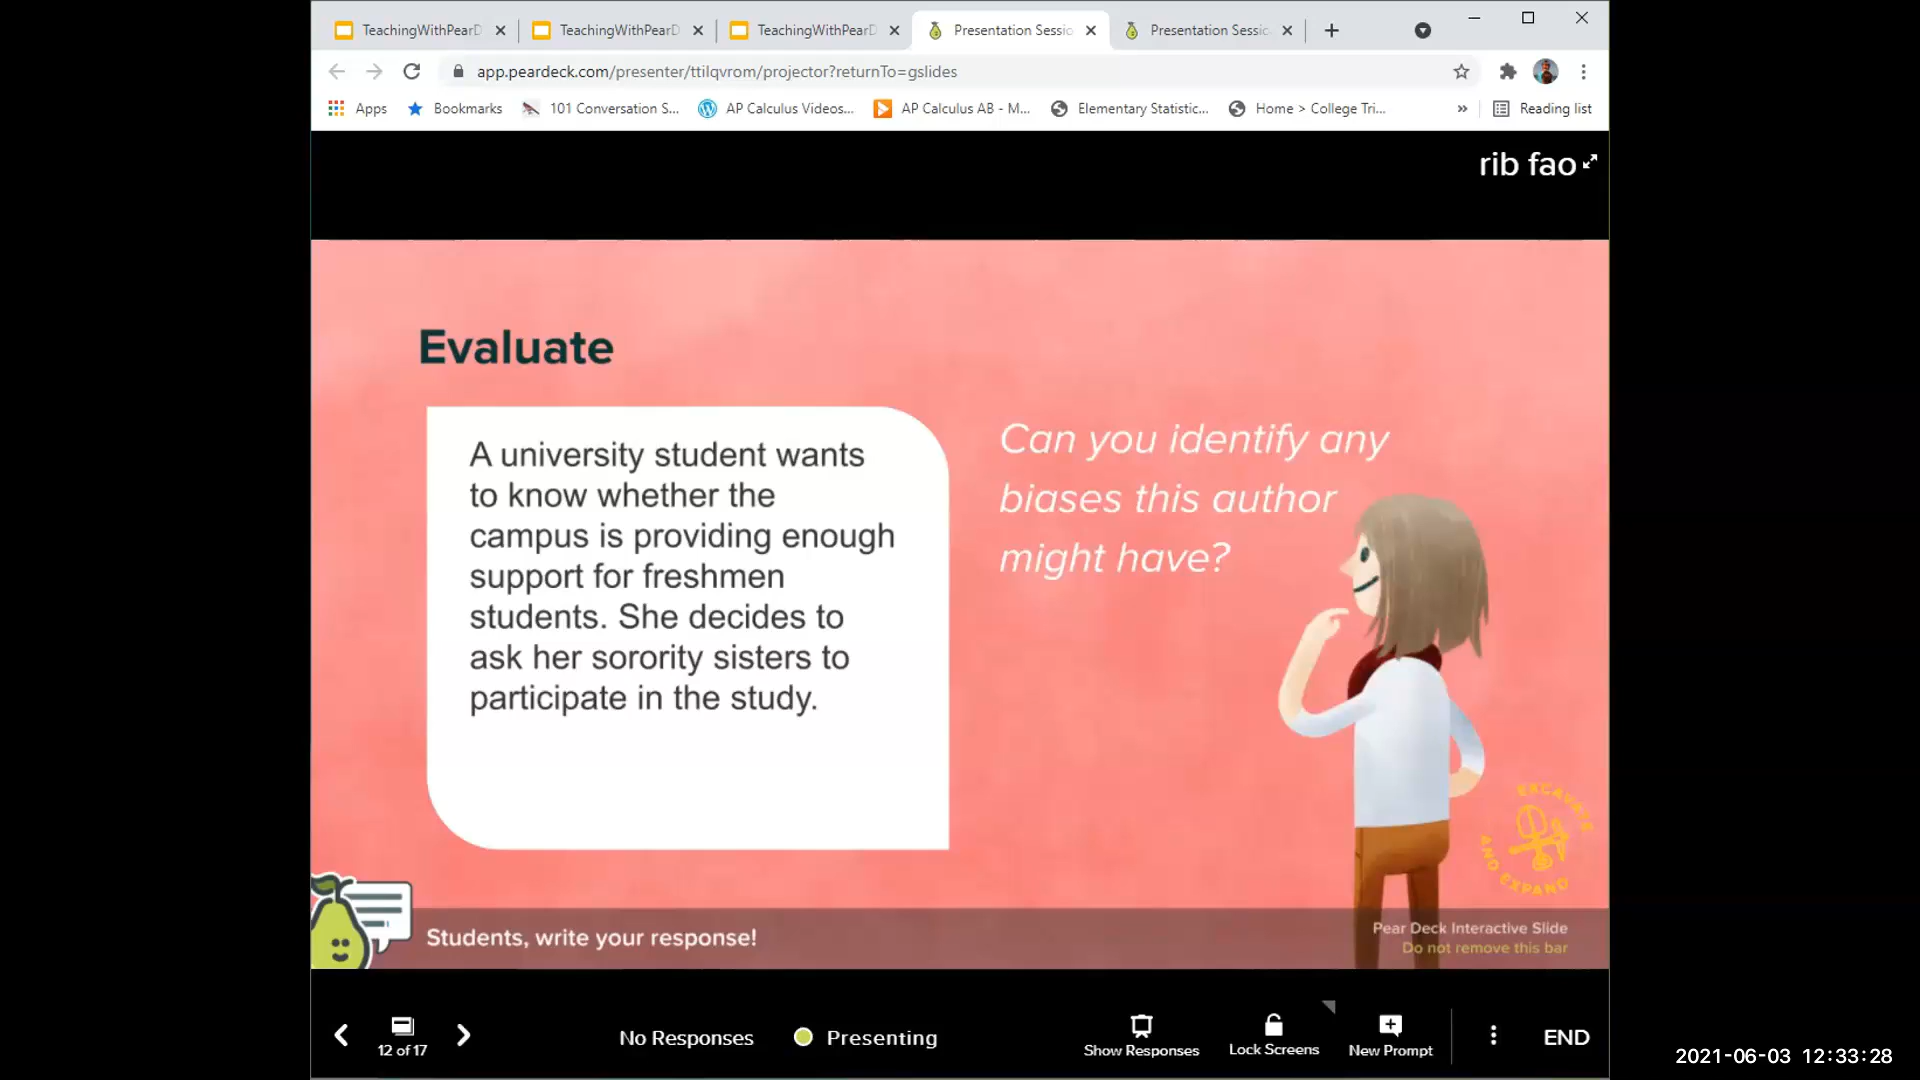 TeachingWithPearD
TeachingWithPearD
TeachingWithPearD
Presentation Sessio
Presentation Sessio
app.peardeck.com/presenter/ttilqvrom/projector?returnTo=gslides
Apps
Bookmarks
101 Conversation S...
AP Calculus Videos...
AP Calculus AB - M...
Elementary Statistic...
Home > College Tri...
»
Reading list
rib fao
Evaluate
A university student wants
to know whether the
campus is providing enough
support for freshmen
students. She decides to
ask her sorority sisters to
participate in the study.
Can you identify any
biases this author
might have?
EXCAVATE
AND EXPAND
Students, write your response!
Pear Deck Interactive Slide
Do not remove this bar
12 of 17
No Responses
Presenting
Show Responses
Lock Screens
New Prompt
END
2021-06-03 12:33:28